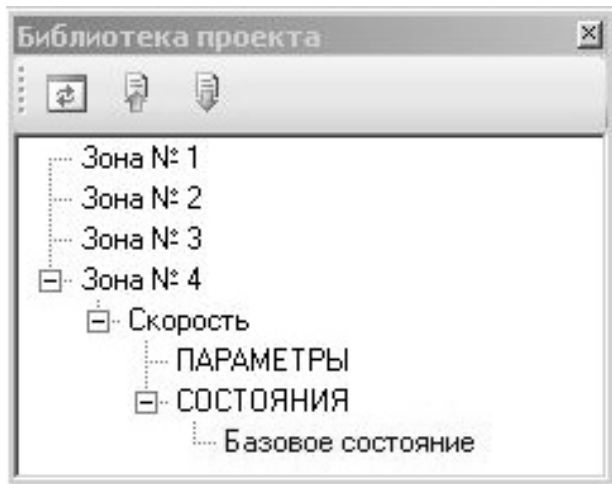 Библиотека проекта
Зона № 1
Зона № 2
Зона № 3
Зона № 4
Скорость
ПАРАМЕТРЫ
СОСТОЯНИЯ
Базовое состояние